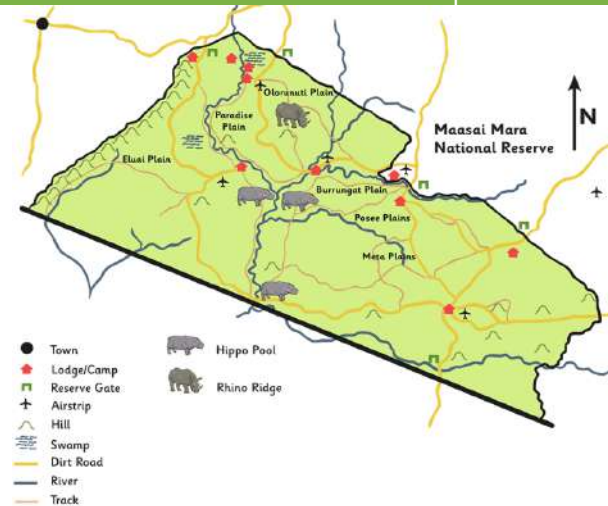 Olorunuti Plain
Paradise
Plain
N
Maasai Mara
National Reserve
Eluai Plain
Burrungat Plain
Posee Plains
Meta Plains
Town
Lodge/Camp
Reserve Gate
Airstrip
Hill
Swamp
Dirt Road
River
Track
Hippo Pool
Rhino Ridge